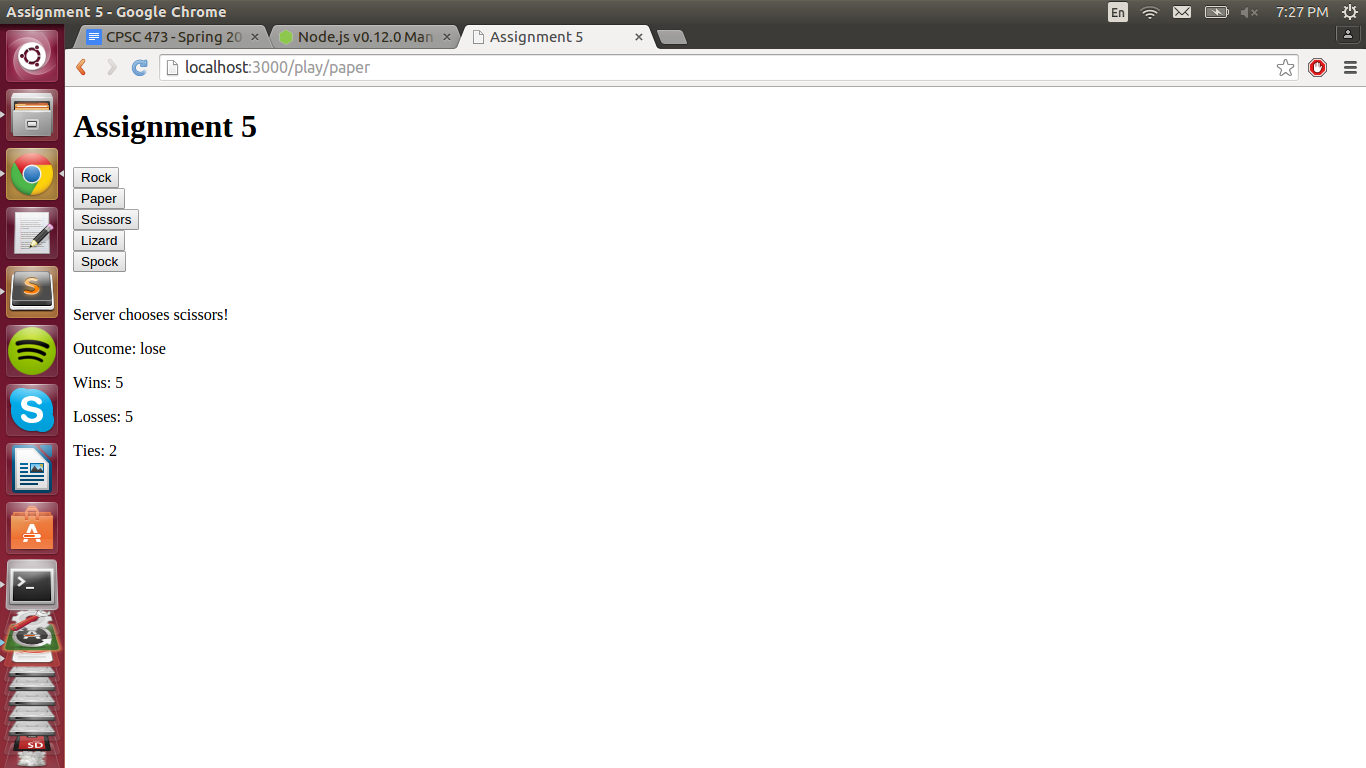 Assignment 5 - Google Chrome
En
7:27 PM
CPSC 473 - Spring 20
Node.js v0.12.0 Man
Assignment 5
localhost:3000/play/paper
Assignment 5
Rock
Paper
Scissors
Lizard
Spock
Server chooses scissors!
Outcome: lose
Wins: 5
Losses: 5
Ties: 2
SD